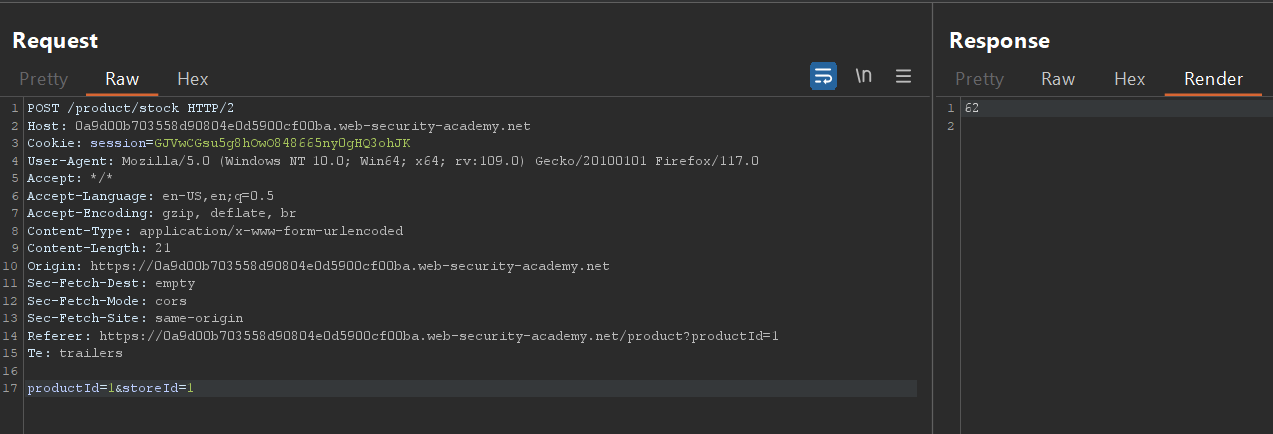 Request
Pretty Raw Hex
\n
1 POST /product/stock HTTP/2
2 Host: 0a9d00b703558d90804e0d5900cf00ba.web-security-academy.net
3 Cookie: session=GJVwCGsu5g8hOwO848665ny0gHQ3ohJK
4 User-Agent: Mozilla/5.0 (Windows NT 10.0; Win64; x64; rv:109.0) Gecko/20100101 Firefox/117.0
5 Accept: */*
6 Accept-Language: en-US,en;q=0.5
7 Accept-Encoding: gzip, deflate, br
8 Content-Type: application/x-www-form-urlencoded
9 Content-Length: 21
10 Origin: https://0a9d00b703558d90804e0d5900cf00ba.web-security-academy.net
11 Sec-Fetch-Dest: empty
12 Sec-Fetch-Mode: cors
13 Sec-Fetch-Site: same-origin
14 Referer: https://0a9d00b703558d90804e0d5900cf00ba.web-security-academy.net/product?productId=1
15 Te: trailers
16
17 productId=1&storeId=1
Response
Pretty Raw Hex Render
1 62
2